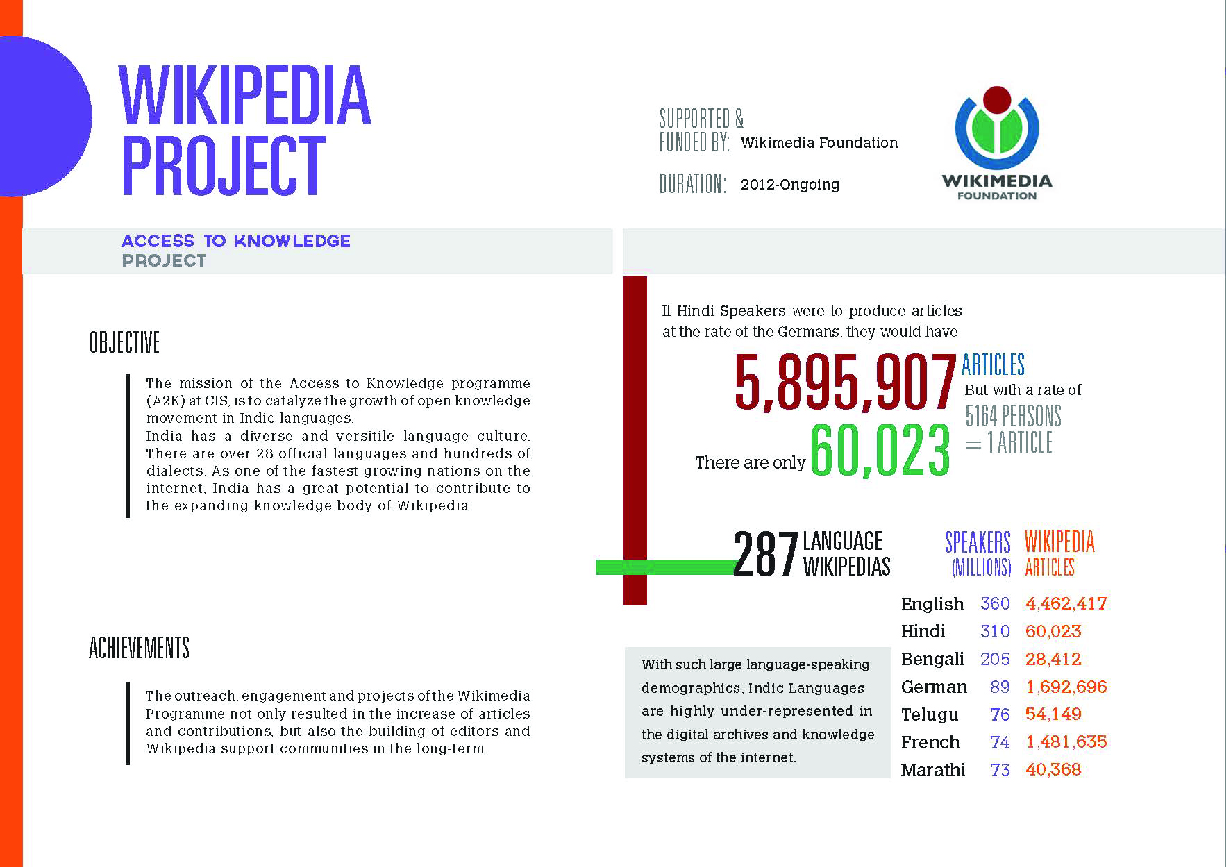 WIKIPEDIA
PROJECT
SUPPORTED &
FUNDED BY: Wikimedia Foundation
DURATION: 2012-Ongoing
WIKIMEDIA
FOUNDATION
ACCESS TO KNOWLEDGE
PROJECT
OBJECTIVE
The mission of the Access to Knowledge programme
(A2K) at CIS, is to catalyze the growth of open knowledge
movement in Indic languages.
India has a diverse and versitile language culture.
There are over 28 official languages and hundreds of
dialects. As one of the fastest growing nations on the
internet, India has a great potential to contribute to
the expanding knowledge body of Wikipedia
ACHIEVEMENTS
The outreach, engagement and projects of the Wikimedia
Programme not only resulted in the increase of articles
and contributions, but also the building of editors and
Wikipedia support communities in the long-term
If Hindi Speakers were to produce articles
at the rate of the Germans, they would have
5,895,907 ARTICLES
But with a rate of
5164 PERSONS
= 1 ARTICLE
There are only 60,023
287 LANGUAGE
WIKIPEDIAS
SPEAKERS WIKIPEDIA
(MILLIONS) ARTICLES
English 360 4,462,417
Hindi 310 60,023
Bengali 205 28,412
German 89 1,692,696
Telugu 76 54,149
French 74 1,481,635
Marathi 73 40,368
With such large language-speaking
demographics, Indic Languages
are highly under-represented in
the digital archives and knowledge
systems of the internet.